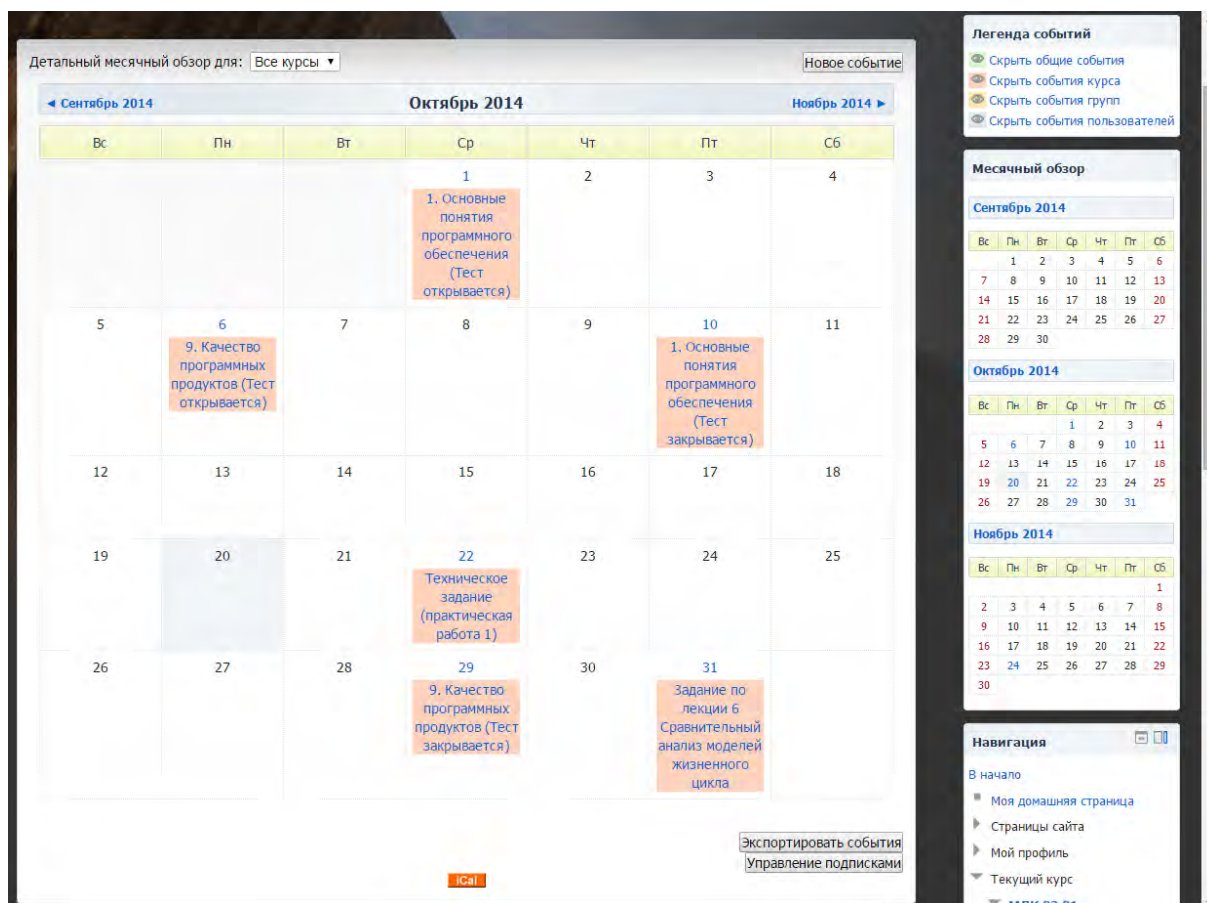 Детальный месячный обзор для: Все курсы ▼
Новое событие
◄ Сентябрь 2014 Октябрь 2014 Ноябрь 2014 ►
Вс Пн Вт Ср Чт Пт Сб
1 2 3 4
1. Основные
понятия
программного
обеспечения
(Тест
открывается)
5 6 7 8 9 10 11
9. Качество
программных
продуктов (Тест
открывается)
1. Основные
понятия
программного
обеспечения
(Тест
закрывается)
12 13 14 15 16 17 18
19 20 21 22 23 24 25
Техническое
задание
(практическая
работа 1)
26 27 28 29 30 31
9. Качество
программных
продуктов (Тест
закрывается)
Задание по
лекции 6
Сравнительный
анализ моделей
жизненного
цикла
Экспортировать события
Управление подписками
iCal
Легенда событий
Скрыть общие события
Скрыть события курса
Скрыть события групп
Скрыть события пользователей
Месячный обзор
Сентябрь 2014
Вс Пн Вт Ср Чт Пт Сб
1 2 3 4 5 6
7 8 9 10 11 12 13
14 15 16 17 18 19 20
21 22 23 24 25 26 27
28 29 30
Октябрь 2014
Вс Пн Вт Ср Чт Пт Сб
1 2 3 4
5 6 7 8 9 10 11
12 13 14 15 16 17 18
19 20 21 22 23 24 25
26 27 28 29 30 31
Ноябрь 2014
Вс Пн Вт Ср Чт Пт Сб
1
2 3 4 5 6 7 8
9 10 11 12 13 14 15
16 17 18 19 20 21 22
23 24 25 26 27 28 29
30
Навигация
В начало
Моя домашняя страница
Страницы сайта
Мой профиль
Текущий курс